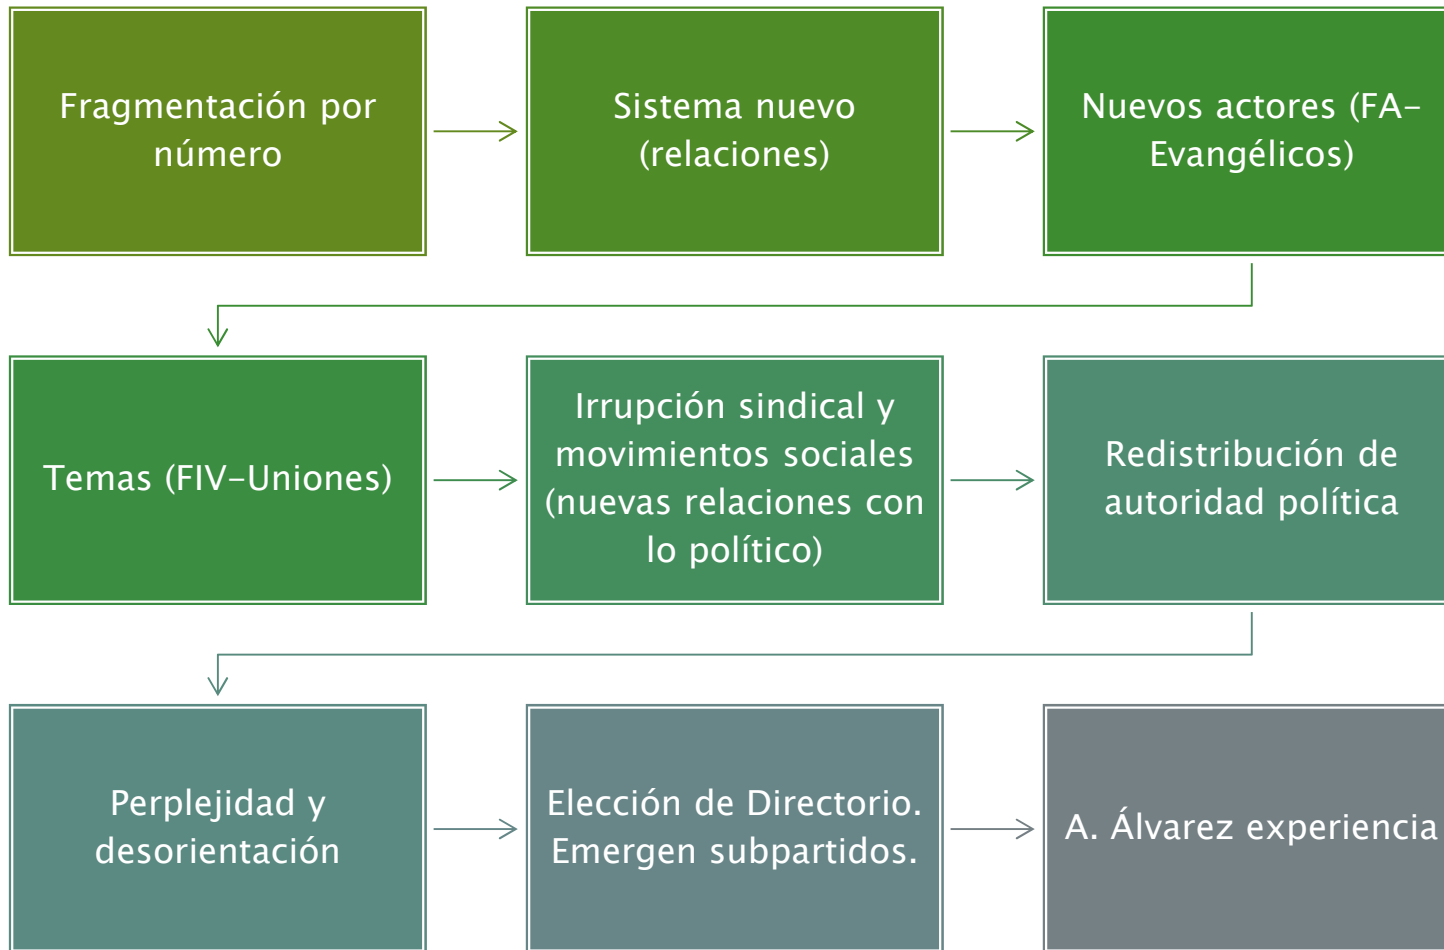 Fragmentación por
número
Sistema nuevo
(relaciones)
Nuevos actores (FA–
Evangélicos)
Temas (FIV–Uniones)
Irrupción sindical y
movimientos sociales
(nuevas relaciones con
lo político)
Redistribución de
autoridad política
Perplejidad y
desorientación
Elección de Directorio.
Emergen subpartidos.
A. Álvarez experiencia